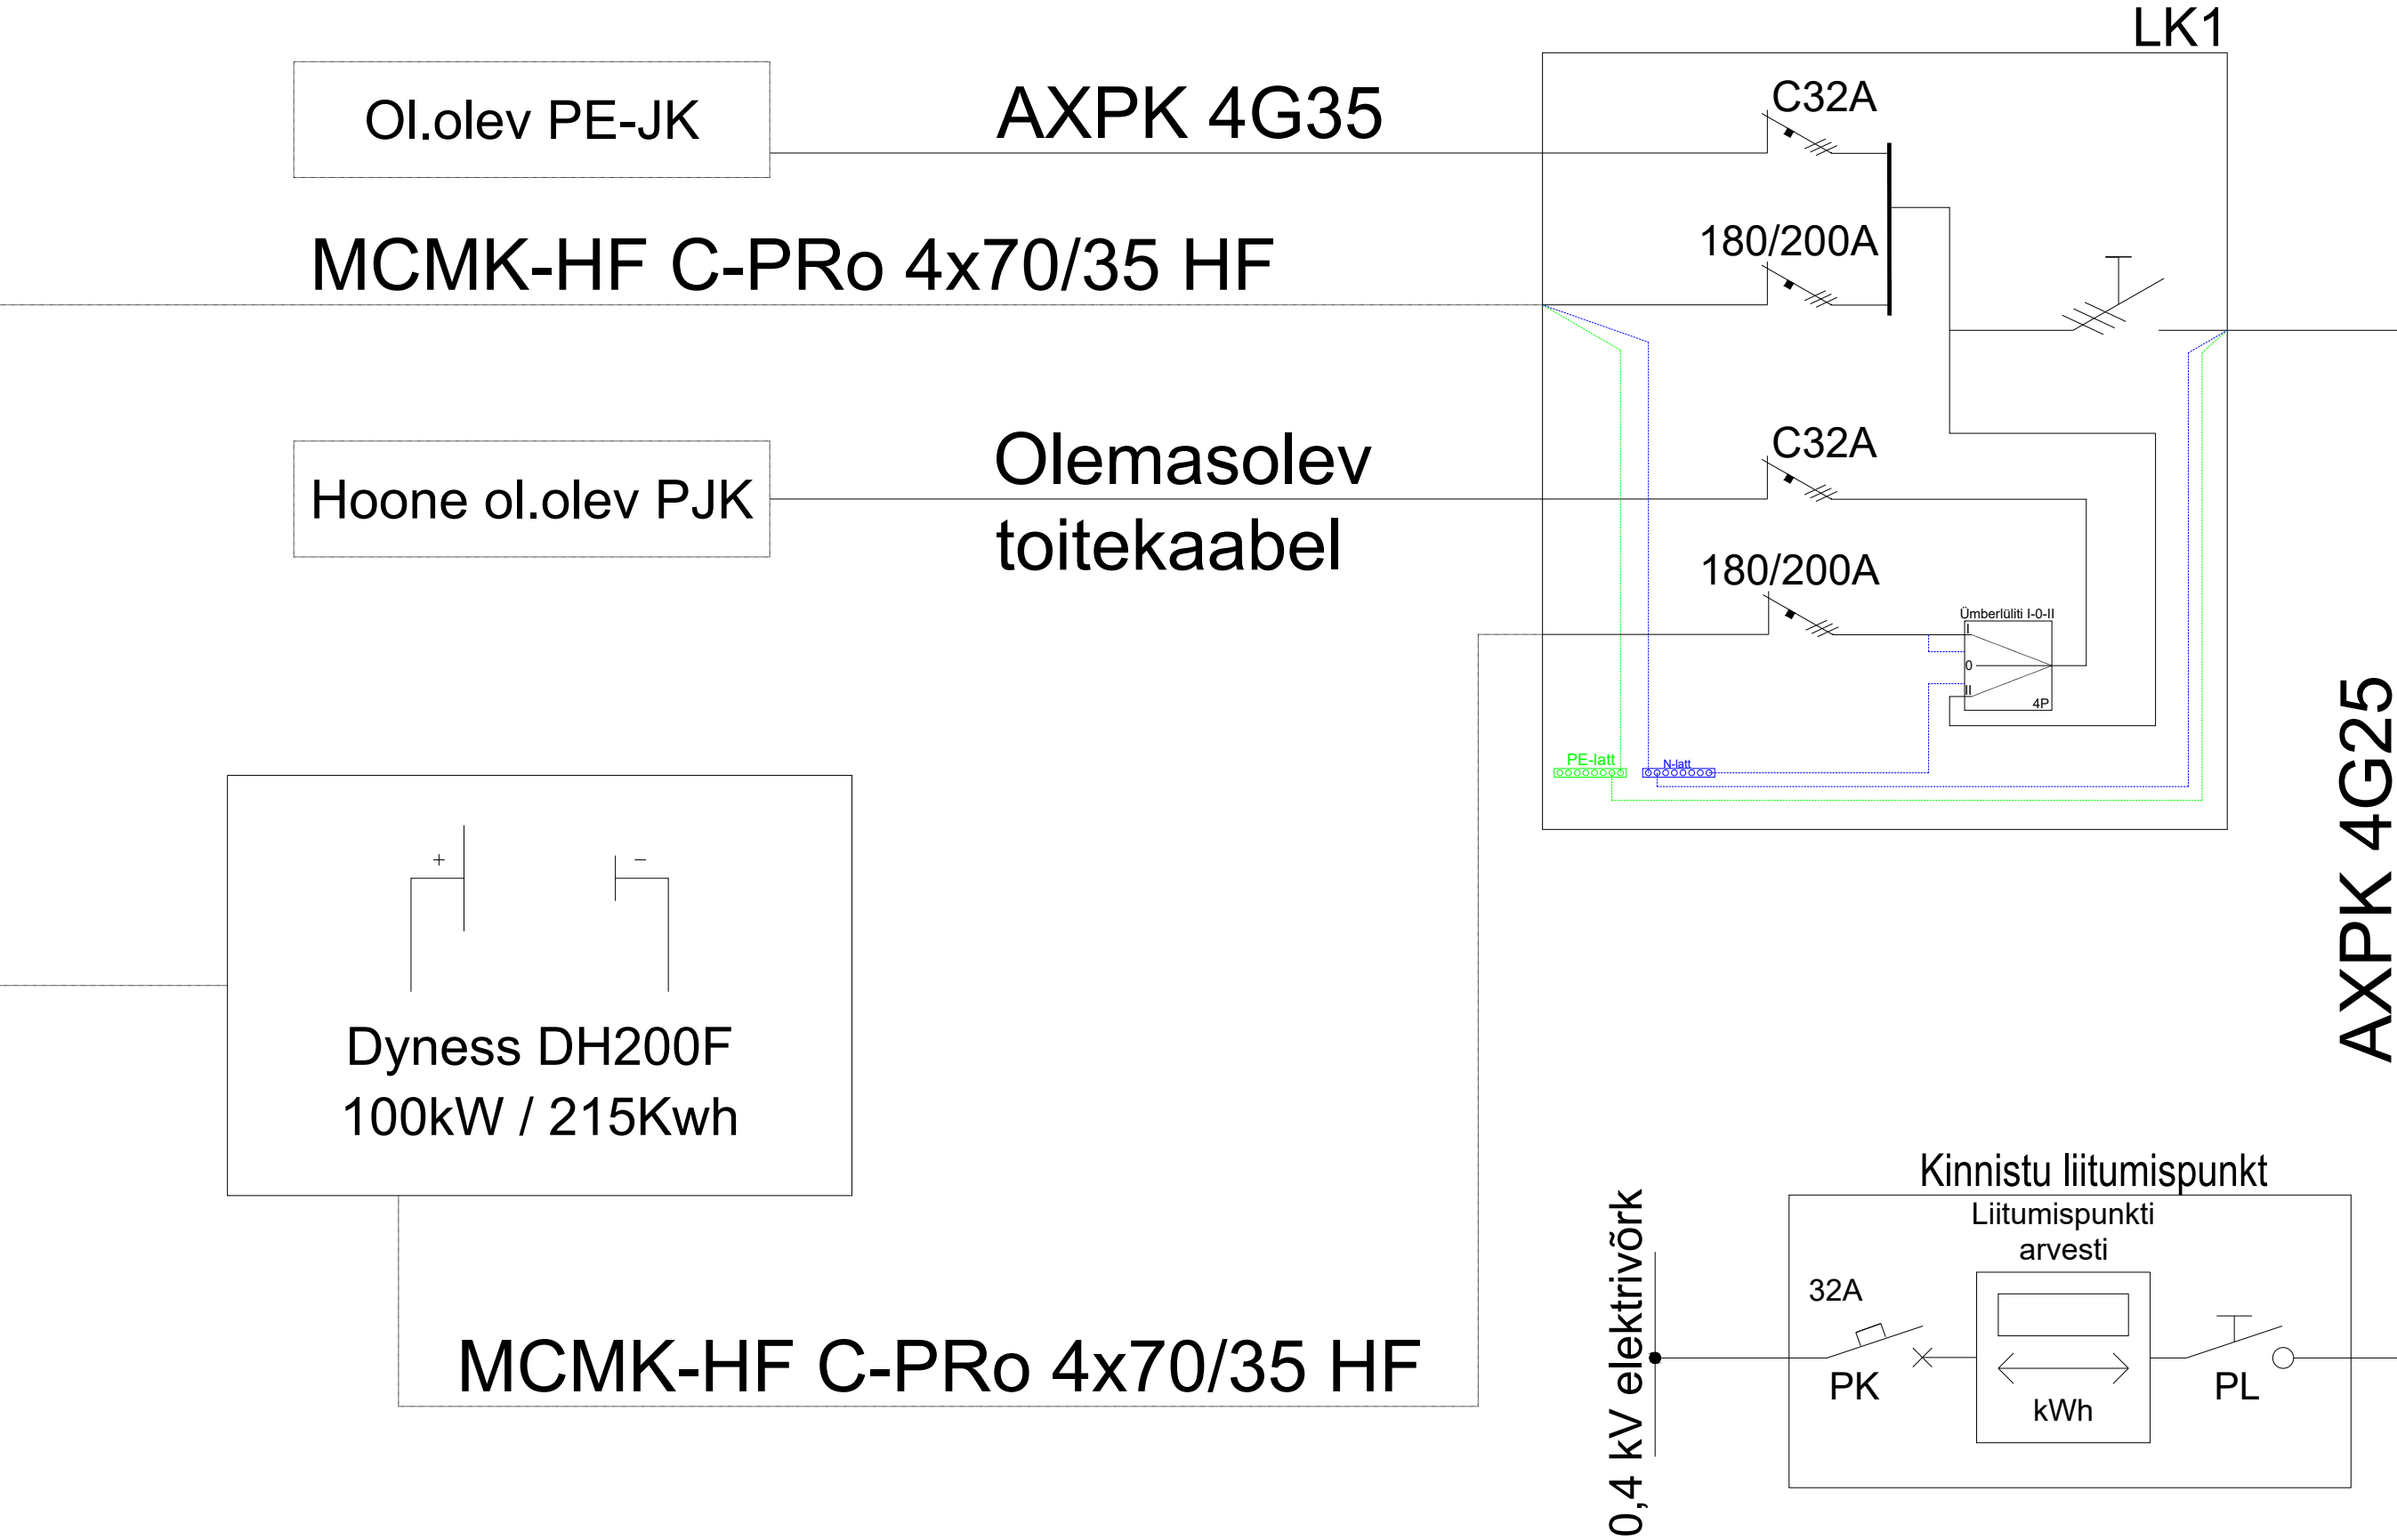 LK1
Ol.olev PE-JK
AXPK 4G35
C32A
MCMK-HF C-PRo 4x70/35 HF
180/200A
Hoone ol.olev PJK
Olemasolev
toitekaabel
C32A
180/200A
Ümberlüliti I-0-II
I
0
II
4P
PE-latt
N-latt
AXPK 4G25
+
−
Dyness DH200F
100kW / 215Kwh
MCMK-HF C-PRo 4x70/35 HF
0,4 kV elektrivõrk
Kinnistu liitumispunkt
Liitumispunkti
arvesti
32A
PK
kWh
PL